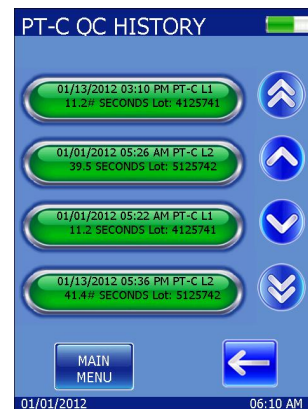 PT-C QC HISTORY
01/13/2012 03:10 PM PT-C L1
11.2# SECONDS Lot: 4125741
01/01/2012 05:26 AM PT-C L2
39.5 SECONDS Lot: 5125742
01/01/2012 05:22 AM PT-C L1
11.2 SECONDS Lot: 4125741
01/13/2012 05:36 PM PT-C L2
41.4# SECONDS Lot: 5125742
MAIN
MENU
01/01/2012 06:10 AM